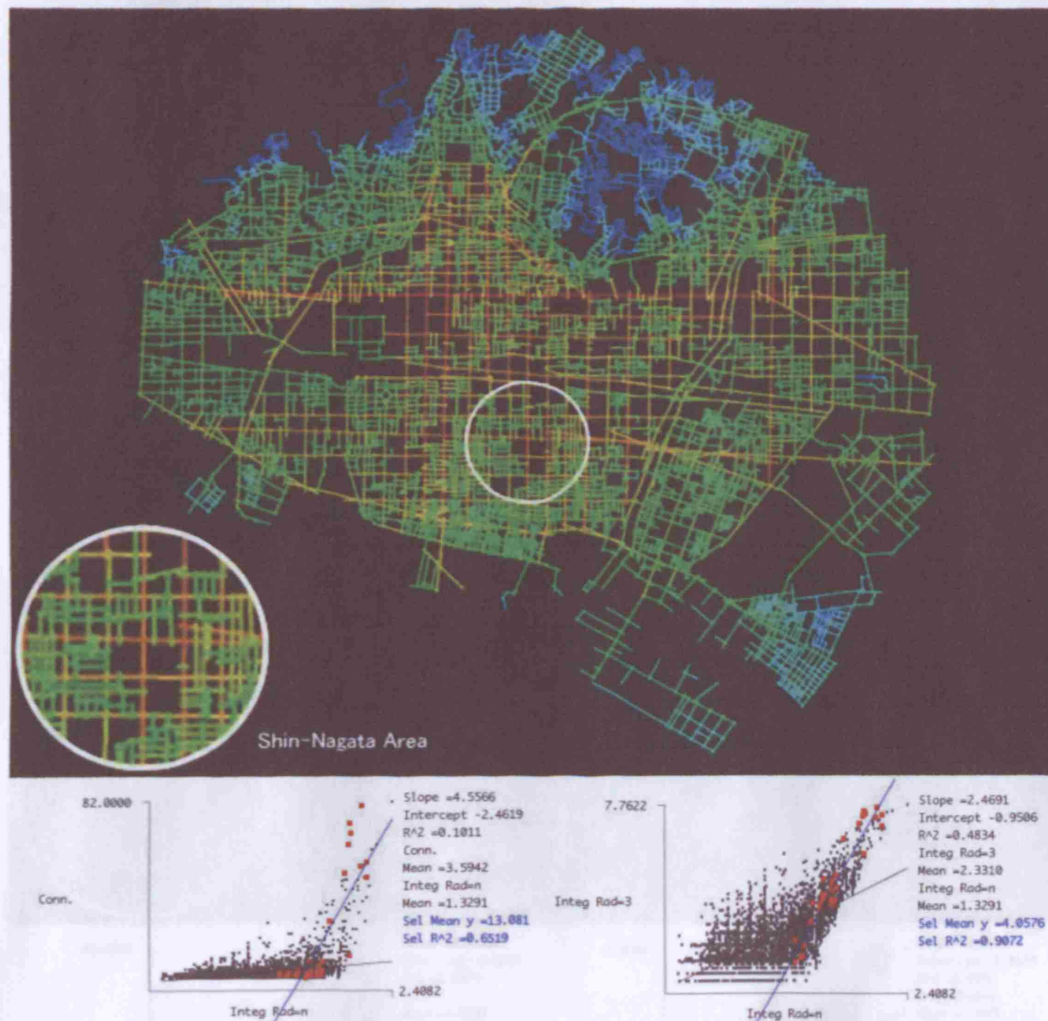 Shin-Nagata Area
82.0000
Conn.
2.4082
Integ Rad=n
Slope =4.5566
Intercept -2.4619
R^2 =0.1011
Conn.
Mean =3.5942
Integ Rad=n
Mean =1.3291
Sel Mean y =13.081
Sel R^2 =0.6519
7.7622
Integ Rad=3
2.4082
Integ Rad=n
Slope =2.4691
Intercept -0.9506
R^2 =0.4834
Integ Rad=3
Mean =2.3310
Integ Rad=n
Mean =1.3291
Sel Mean y =4.0576
Sel R^2 =0.9072